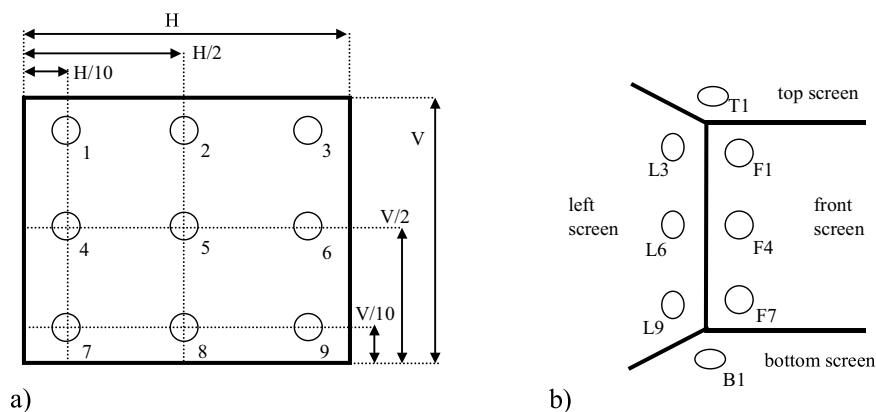 H
H/2
H/10
V
1
2
3
V/2
4
5
6
V/10
7
8
9
a)
top screen
T1
L3
F1
left
screen
front
screen
L6
F4
L9
F7
bottom screen
B1
b)